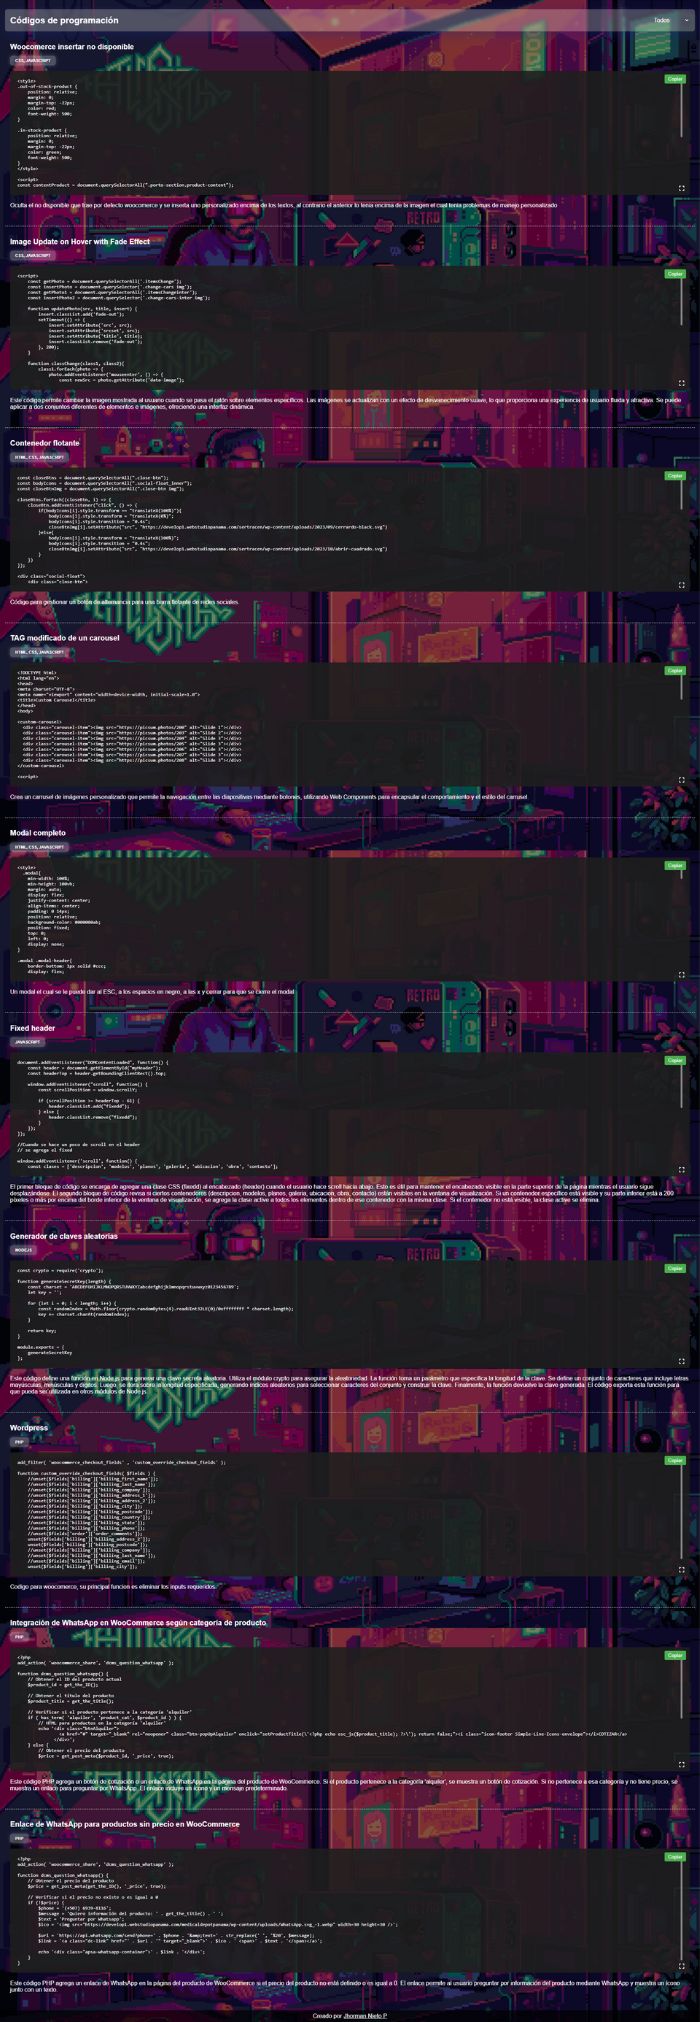 Códigos de programación
Todos
Woocomerce insertar no disponible
CSS, JAVASCRIPT
Copiar
<style>
.out-of-stock-product {
position: relative;
margin: 0;
margin-top: -22px;
color: red;
font-weight: 500;
}
.in-stock-product {
position: relative;
margin: 0;
margin-top: -22px;
color: green;
font-weight: 500;
}
</style>
<script>
const contentProduct = document.querySelectorAll(".porto-section.product-content");
Oculta el no disponible que trae por defecto woocomerce y se inserta uno personalizado encima de los textos, al contrario el anterior lo tenia encima de la imagen el cual tenia problemas de manejo personalizado
Image Update on Hover with Fade Effect
CSS, JAVASCRIPT
Copiar
<script>
const getPhoto = document.querySelectorAll('.itemsChange');
const insertPhoto = document.querySelector('.change-cars img');
const getPhoto1 = document.querySelectorAll('.itemsChangeinter');
const insertPhoto2 = document.querySelector('.change-cars-inter img');
function updatePhoto(src, title, insert) {
insert.classList.add('fade-out');
setTimeout(() => {
insert.setAttribute('src', src);
insert.setAttribute('srcset', src);
insert.setAttribute('title', title);
insert.classList.remove('fade-out');
}, 200);
}
function classChange(class1, class2){
class1.forEach(photo => {
photo.addEventListener('mouseenter', () => {
const newSrc = photo.getAttribute('data-image');
Este código permite cambiar la imagen mostrada al usuario cuando se pasa el ratón sobre elementos específicos. Las imágenes se actualizan con un efecto de desvanecimiento suave, lo que proporciona una experiencia de usuario fluida y atractiva. Se puede
aplicar a dos conjuntos diferentes de elementos e imágenes, ofreciendo una interfaz dinámica.
Contenedor flotante
HTML, CSS, JAVASCRIPT
Copiar
const closeBtns = document.querySelectorAll(".close-btn");
const bodyIcons = document.querySelectorAll(".social-float_inner");
const closeBtnImg = document.querySelectorAll(".close-btn img");
closeBtns.forEach((closeBtn, i) => {
closeBtn.addEventListener("click", () => {
if(bodyIcons[i].style.transform == "translateX(100%)"){
bodyIcons[i].style.transform = "translateX(0%)";
bodyIcons[i].style.transition = "0.4s";
closeBtnImg[i].setAttribute("src", "https://develop1.webstudiopanama.com/sertracen/wp-content/uploads/2023/09/cerrardo-black.svg")
}else{
bodyIcons[i].style.transform = "translateX(100%)";
bodyIcons[i].style.transition = "0.4s";
closeBtnImg[i].setAttribute("src", "https://develop1.webstudiopanama.com/sertracen/wp-content/uploads/2023/10/abrir-cuadrado.svg")
}
})
});
<div class="social-float">
<div class="close-btn">
Código para gestionar un botón de alternancia para una barra flotante de redes sociales.
TAG modificado de un carousel
HTML, CSS, JAVASCRIPT
Copiar
<!DOCTYPE html>
<html lang="en">
<head>
<meta charset="UTF-8">
<meta name="viewport" content="width=device-width, initial-scale=1.0">
<title>Custom Carousel</title>
</head>
<body>
<custom-carousel>
<div class="carousel-item"><img src="https://picsum.photos/200" alt="Slide 1"></div>
<div class="carousel-item"><img src="https://picsum.photos/203" alt="Slide 2"></div>
<div class="carousel-item"><img src="https://picsum.photos/204" alt="Slide 3"></div>
<div class="carousel-item"><img src="https://picsum.photos/205" alt="Slide 3"></div>
<div class="carousel-item"><img src="https://picsum.photos/206" alt="Slide 3"></div>
<div class="carousel-item"><img src="https://picsum.photos/207" alt="Slide 3"></div>
<div class="carousel-item"><img src="https://picsum.photos/208" alt="Slide 3"></div>
</custom-carousel>
<script>
Crea un carrusel de imágenes personalizado que permite la navegación entre las diapositivas mediante botones, utilizando Web Components para encapsular el comportamiento y el estilo del carrusel
Modal completo
HTML, CSS, JAVASCRIPT
Copiar
<style>
.modal{
min-width: 100%;
min-height: 100vh;
margin: auto;
display: flex;
justify-content: center;
align-items: center;
padding: 0 14px;
position: relative;
background-color: #000000ab;
position: fixed;
top: 0;
left: 0;
display: none;
}
.modal .modal-header{
border-bottom: 1px solid #ccc;
display: flex;
Un modal el cual se le puede dar al ESC, a los espacios en negro, a las x y cerrar para que se cierre el modal
Fixed header
JAVASCRIPT
Copiar
document.addEventListener("DOMContentLoaded", function() {
const header = document.getElementById("myHeader");
const headerTop = header.getBoundingClientRect().top;
window.addEventListener("scroll", function() {
const scrollPosition = window.scrollY;
if (scrollPosition >= headerTop - 61) {
header.classList.add("fixedd");
} else {
header.classList.remove("fixedd");
}
});
});
//Cuando se hace un poco de scroll en el header
// se agrega el fixed
window.addEventListener('scroll', function() {
const clases = ['descripcion', 'modelos', 'planos', 'galeria', 'ubicacion', 'obra', 'contacto'];
El primer bloque de código se encarga de agregar una clase CSS (fixedd) al encabezado (header) cuando el usuario hace scroll hacia abajo. Esto es útil para mantener el encabezado visible en la parte superior de la página mientras el usuario sigue
desplazándose. El segundo bloque de código revisa si ciertos contenedores (descripcion, modelos, planos, galeria, ubicacion, obra, contacto) están visibles en la ventana de visualización. Si un contenedor específico está visible y su parte inferior está a 200
píxeles o más por encima del borde inferior de la ventana de visualización, se agrega la clase active a todos los elementos dentro de ese contenedor con la misma clase. Si el contenedor no está visible, la clase active se elimina
Generador de claves aleatorias
NODEJS
Copiar
const crypto = require('crypto');
function generateSecretKey(length) {
const charset = 'ABCDEFGHIJKLMNOPQRSTUVWXYZabcdefghijklmnopqrstuvwxyz0123456789';
let key = '';
for (let i = 0; i < length; i++) {
const randomIndex = Math.floor(crypto.randomBytes(4).readUInt32LE(0)/0xffffffff * charset.length);
key += charset.charAt(randomIndex);
}
return key;
}
module.exports = {
generateSecretKey
};
Este código define una función en Node.js para generar una clave secreta aleatoria. Utiliza el módulo crypto para asegurar la aleatoriedad. La función toma un parámetro que especifica la longitud de la clave. Se define un conjunto de caracteres que incluye letras
mayúsculas, minúsculas y dígitos. Luego, se itera sobre la longitud especificada, generando índices aleatorios para seleccionar caracteres del conjunto y construir la clave. Finalmente, la función devuelve la clave generada. El código exporta esta función para
que pueda ser utilizada en otros módulos de Node.js.
Wordpress
PHP
Copiar
add_filter( 'woocommerce_checkout_fields' , 'custom_override_checkout_fields' );
function custom_override_checkout_fields( $fields ) {
//unset($fields['billing']['billing_first_name']);
//unset($fields['billing']['billing_last_name']);
//unset($fields['billing']['billing_company']);
//unset($fields['billing']['billing_address_1']);
//unset($fields['billing']['billing_address_2']);
//unset($fields['billing']['billing_city']);
//unset($fields['billing']['billing_postcode']);
//unset($fields['billing']['billing_country']);
//unset($fields['billing']['billing_state']);
//unset($fields['billing']['billing_phone']);
//unset($fields['order']['order_comments']);
unset($fields['billing']['billing_address_2']);
unset($fields['billing']['billing_postcode']);
//unset($fields['billing']['billing_company']);
//unset($fields['billing']['billing_last_name']);
//unset($fields['billing']['billing_email']);
unset($fields['billing']['billing_city']);
Codigo para woocomerce, su principal funcion es eliminar los inputs requeridos.
Integración de WhatsApp en WooCommerce según categoría de producto
PHP
Copiar
<?php
add_action( 'woocommerce_share', 'dcms_question_whatsapp' );
function dcms_question_whatsapp() {
// Obtener el ID del producto actual
$product_id = get_the_ID();
// Obtener el título del producto
$product_title = get_the_title();
// Verificar si el producto pertenece a la categoría 'alquiler'
if ( has_term( 'alquiler', 'product_cat', $product_id ) ) {
// HTML para productos en la categoría 'alquiler'
echo '<div class="btnAlquiler">
<a href="#" target="_blank" rel="noopener" class="btn-popUpAlquiler" onclick="setProductTitle(\'<?php echo esc_js($product_title); ?>\'); return false;"><i class="icon-footer Simple-Line-Icons-envelope"></i>COTIZAR</a>
</div>';
} else {
// Obtener el precio del producto
$price = get_post_meta($product_id, '_price', true);
Este código PHP agrega un botón de cotización o un enlace de WhatsApp en la página del producto de WooCommerce. Si el producto pertenece a la categoría 'alquiler', se muestra un botón de cotización. Si no pertenece a esa categoría y no tiene precio, se
muestra un enlace para preguntar por WhatsApp. El enlace incluye un icono y un mensaje predeterminado.
Enlace de WhatsApp para productos sin precio en WooCommerce
PHP
Copiar
<?php
add_action( 'woocommerce_share', 'dcms_question_whatsapp' );
function dcms_question_whatsapp() {
// Obtener el precio del producto
$price = get_post_meta(get_the_ID(), '_price', true);
// Verificar si el precio no existe o es igual a 0
if (!$price) {
$phone = '(+507) 6939-8136';
$message = 'Quiero información del producto: ' . get_the_title() . ' ';
$text = 'Preguntar por Whatsapp';
$url = 'https://api.whatsapp.com/send?phone=' . $phone . '&amp;text=' . str_replace(' ', '%20', $message);
echo '<div class="apsa-whatsapp-container">' . $link . '</div>';
}
}
Este código PHP agrega un enlace de WhatsApp en la página del producto de WooCommerce si el precio del producto no está definido o es igual a 0. El enlace permite al usuario preguntar por información del producto mediante WhatsApp y muestra un icono
junto con un texto.
Creado por Jhorman Nieto P